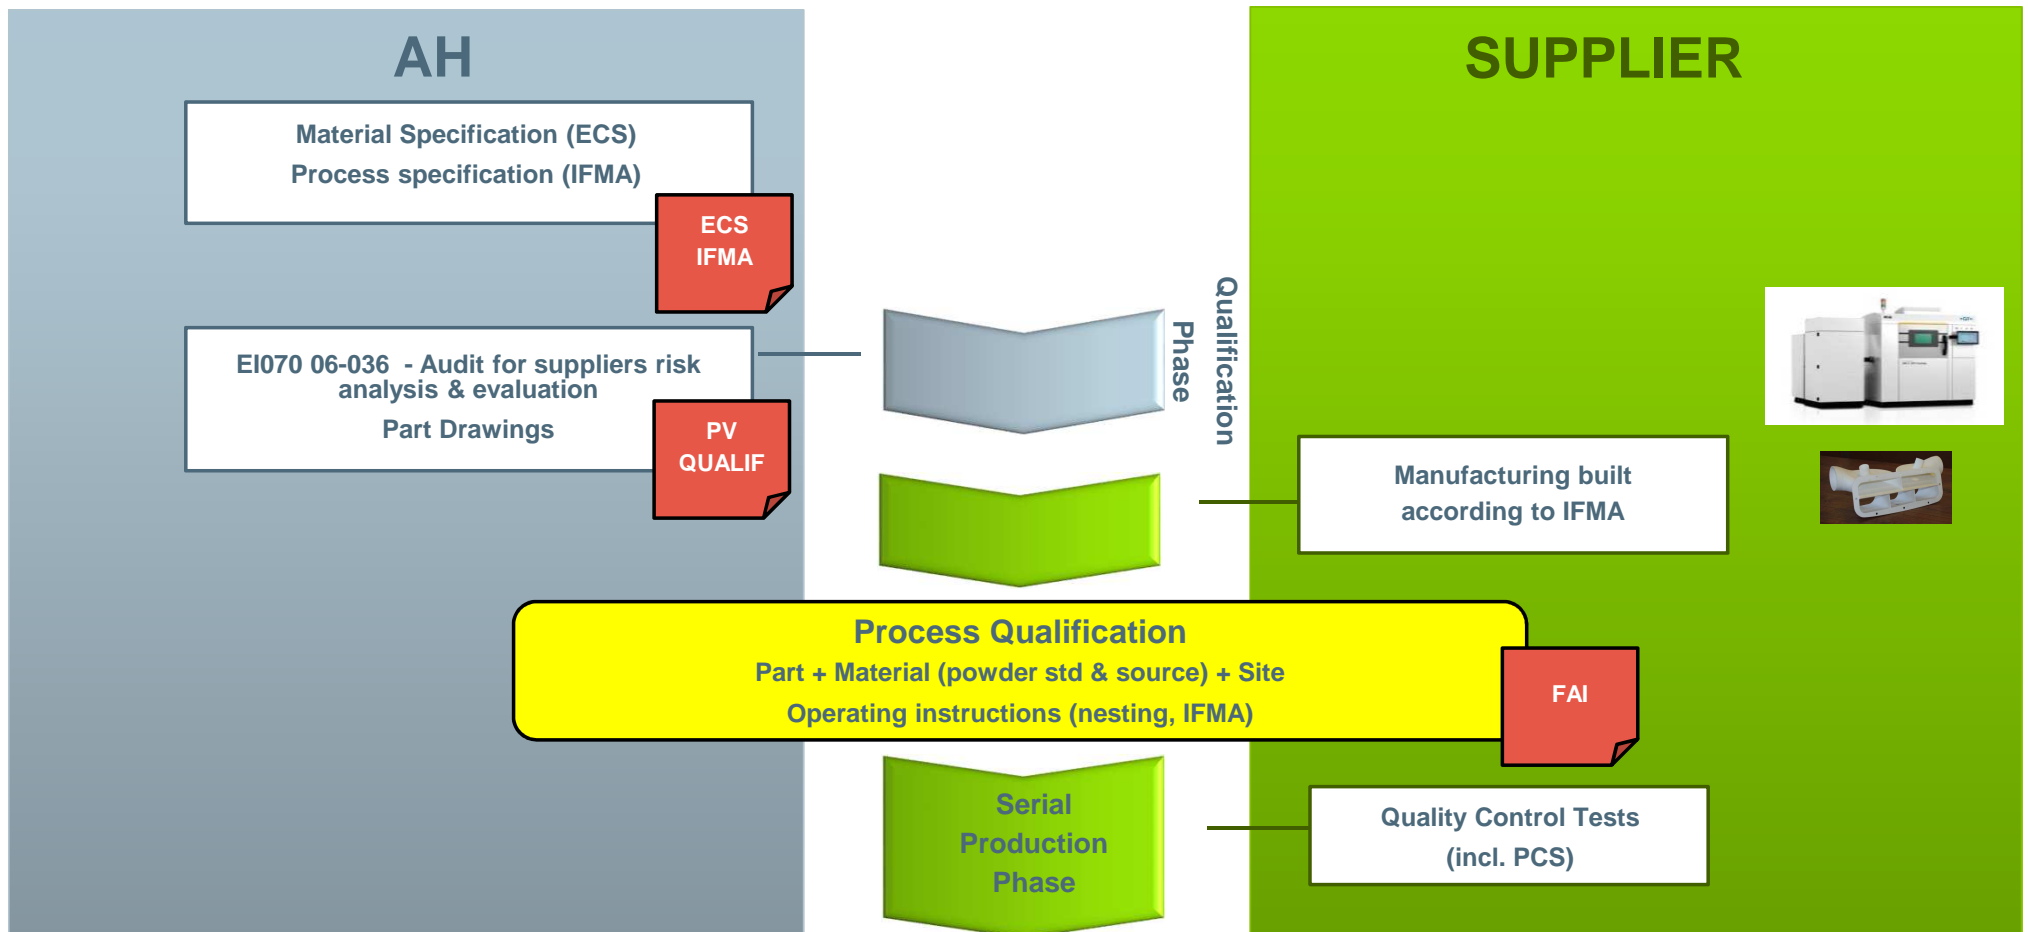 AH
SUPPLIER
Material Specification (ECS)
Process specification (IFMA)
ECS
IFMA
EI070 06-036 - Audit for suppliers risk
analysis & evaluation
Part Drawings
PV
QUALIF
Qualification
Phase
Manufacturing built
according to IFMA
Process Qualification
Part + Material (powder std & source) + Site
Operating instructions (nesting, IFMA)
FAI
Serial
Production
Phase
Quality Control Tests
(incl. PCS)